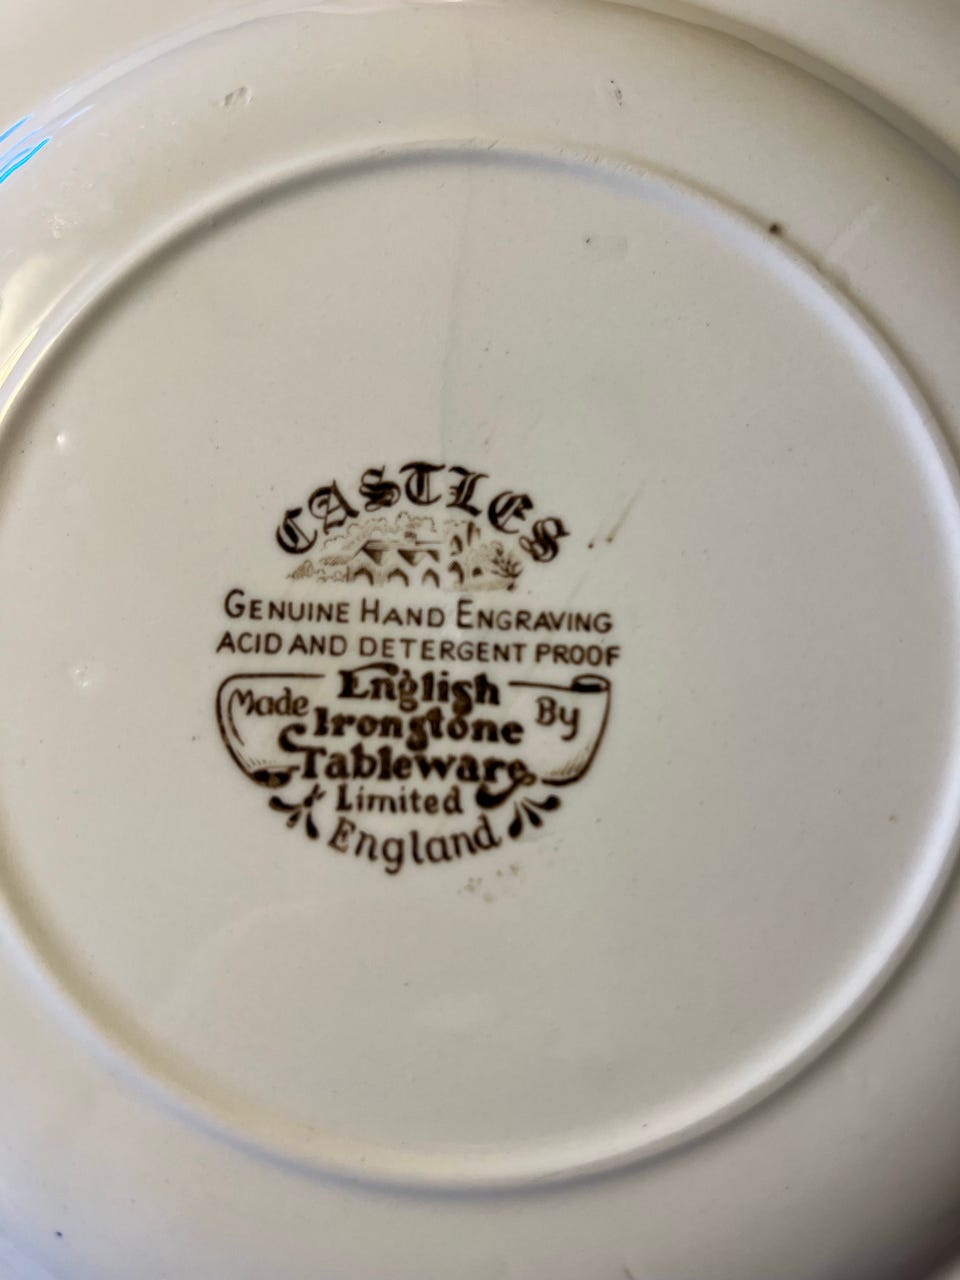 CASTLES
GENUINE HAND ENGRAVING
ACID AND DETERGENT PROOF
Made English By
Ironstone
Tableware
Limited
England